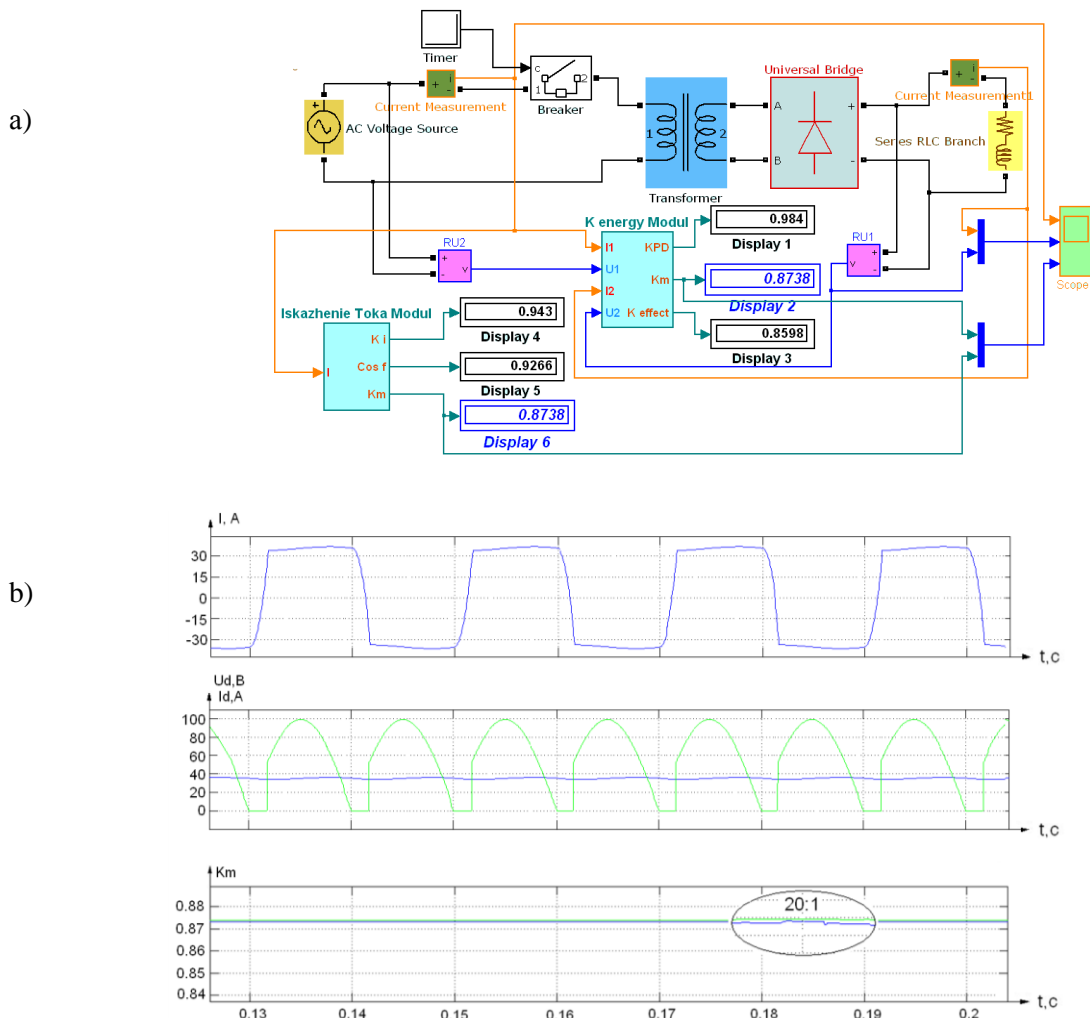 a)
Timer
c
1
2
Breaker
+
-
i
Current Measurement
+
AC Voltage Source
1
2
Transformer
Universal Bridge
A
B
+
-
+
-
i
Current Measurement1
Series RLC Branch
Scope
RU2
+
-
v
RU1
+
-
v
K energy Modul
I1
U1
I2
U2
KPD
Km
K effect
0.984
Display 1
0.8738
Display 2
0.8598
Display 3
Iskazhenie Toka Modul
I
K i
Cos f
Km
0.943
Display 4
0.9266
Display 5
0.8738
Display 6
b)
I, A
30
15
0
-15
-30
t,c
Ud,B
Id,A
100
80
60
40
20
0
t,c
Km
0.88
0.87
0.86
0.85
0.84
20:1
t,c
0.13 0.14 0.15 0.16 0.17 0.18 0.19 0.2